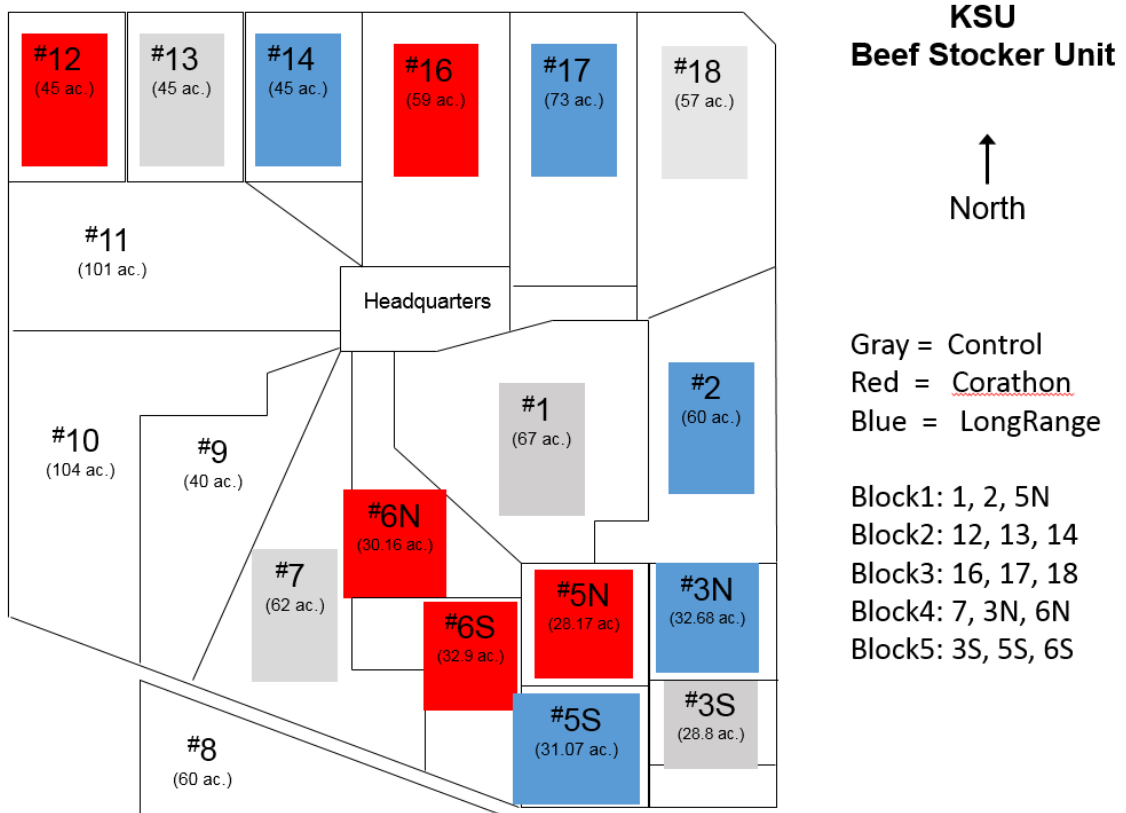 KSU
Beef Stocker Unit
North
#12
(45 ac.)
#13
(45 ac.)
#14
(45 ac.)
#16
(59 ac.)
#17
(73 ac.)
#18
(57 ac.)
#11
(101 ac.)
Headquarters
#2
(60 ac.)
#1
(67 ac.)
#10
(104 ac.)
#9
(40 ac.)
#6N
(30.16 ac.)
#7
(62 ac.)
#5N
(28.17 ac)
#3N
(32.68 ac.)
#6S
(32.9 ac.)
#5S
(31.07 ac.)
#3S
(28.8 ac.)
#8
(60 ac.)
Gray = Control
Red = Corathon
Blue = LongRange
Block1: 1, 2, 5N
Block2: 12, 13, 14
Block3: 16, 17, 18
Block4: 7, 3N, 6N
Block5: 3S, 5S, 6S